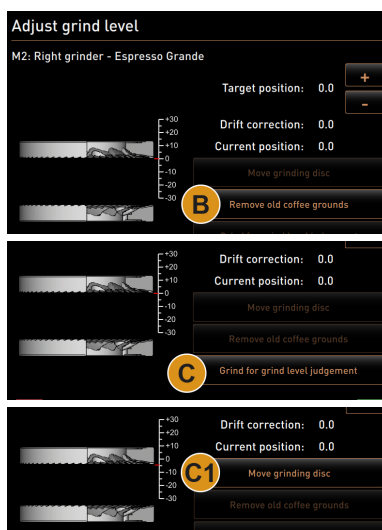 Adjust grind level
M2: Right grinder - Espresso Grande
Target position: 0.0
+
-
Drift correction: 0.0
Current position: 0.0
+30
+20
+10
0
-10
-20
-30
Move grinding disc
B
Remove old coffee grounds
Drift correction: 0.0
Current position: 0.0
+30
+20
+10
0
-10
-20
-30
Move grinding disc
Remove old coffee grounds
C
Grind for grind level judgement
Drift correction: 0.0
Current position: 0.0
+30
+20
+10
0
-10
-20
-30
C1
Move grinding disc
Remove old coffee grounds